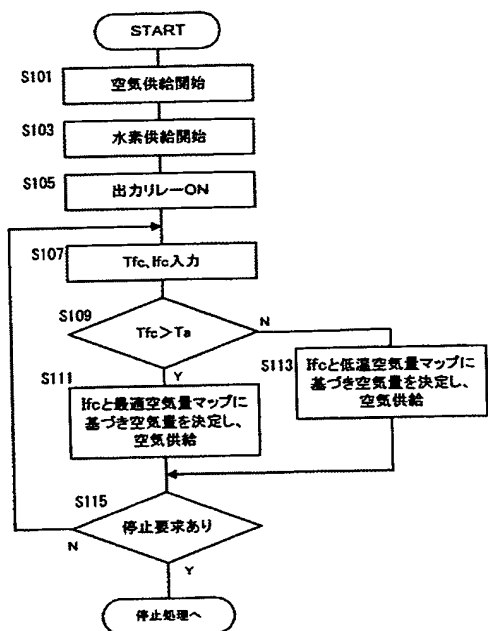 START
S101
空気供給開始
S103
水素供給開始
S105
出力リレーON
S107
Tfc、Ifc入力
S109
Tfc＞Ta
N
Y
S111
Ifcと最適空気量マップに
基づき空気量を決定し、
空気供給
S113
Ifcと低温空気量マップに
基づき空気量を決定し、
空気供給
S115
停止要求あり
N
Y
停止処理へ